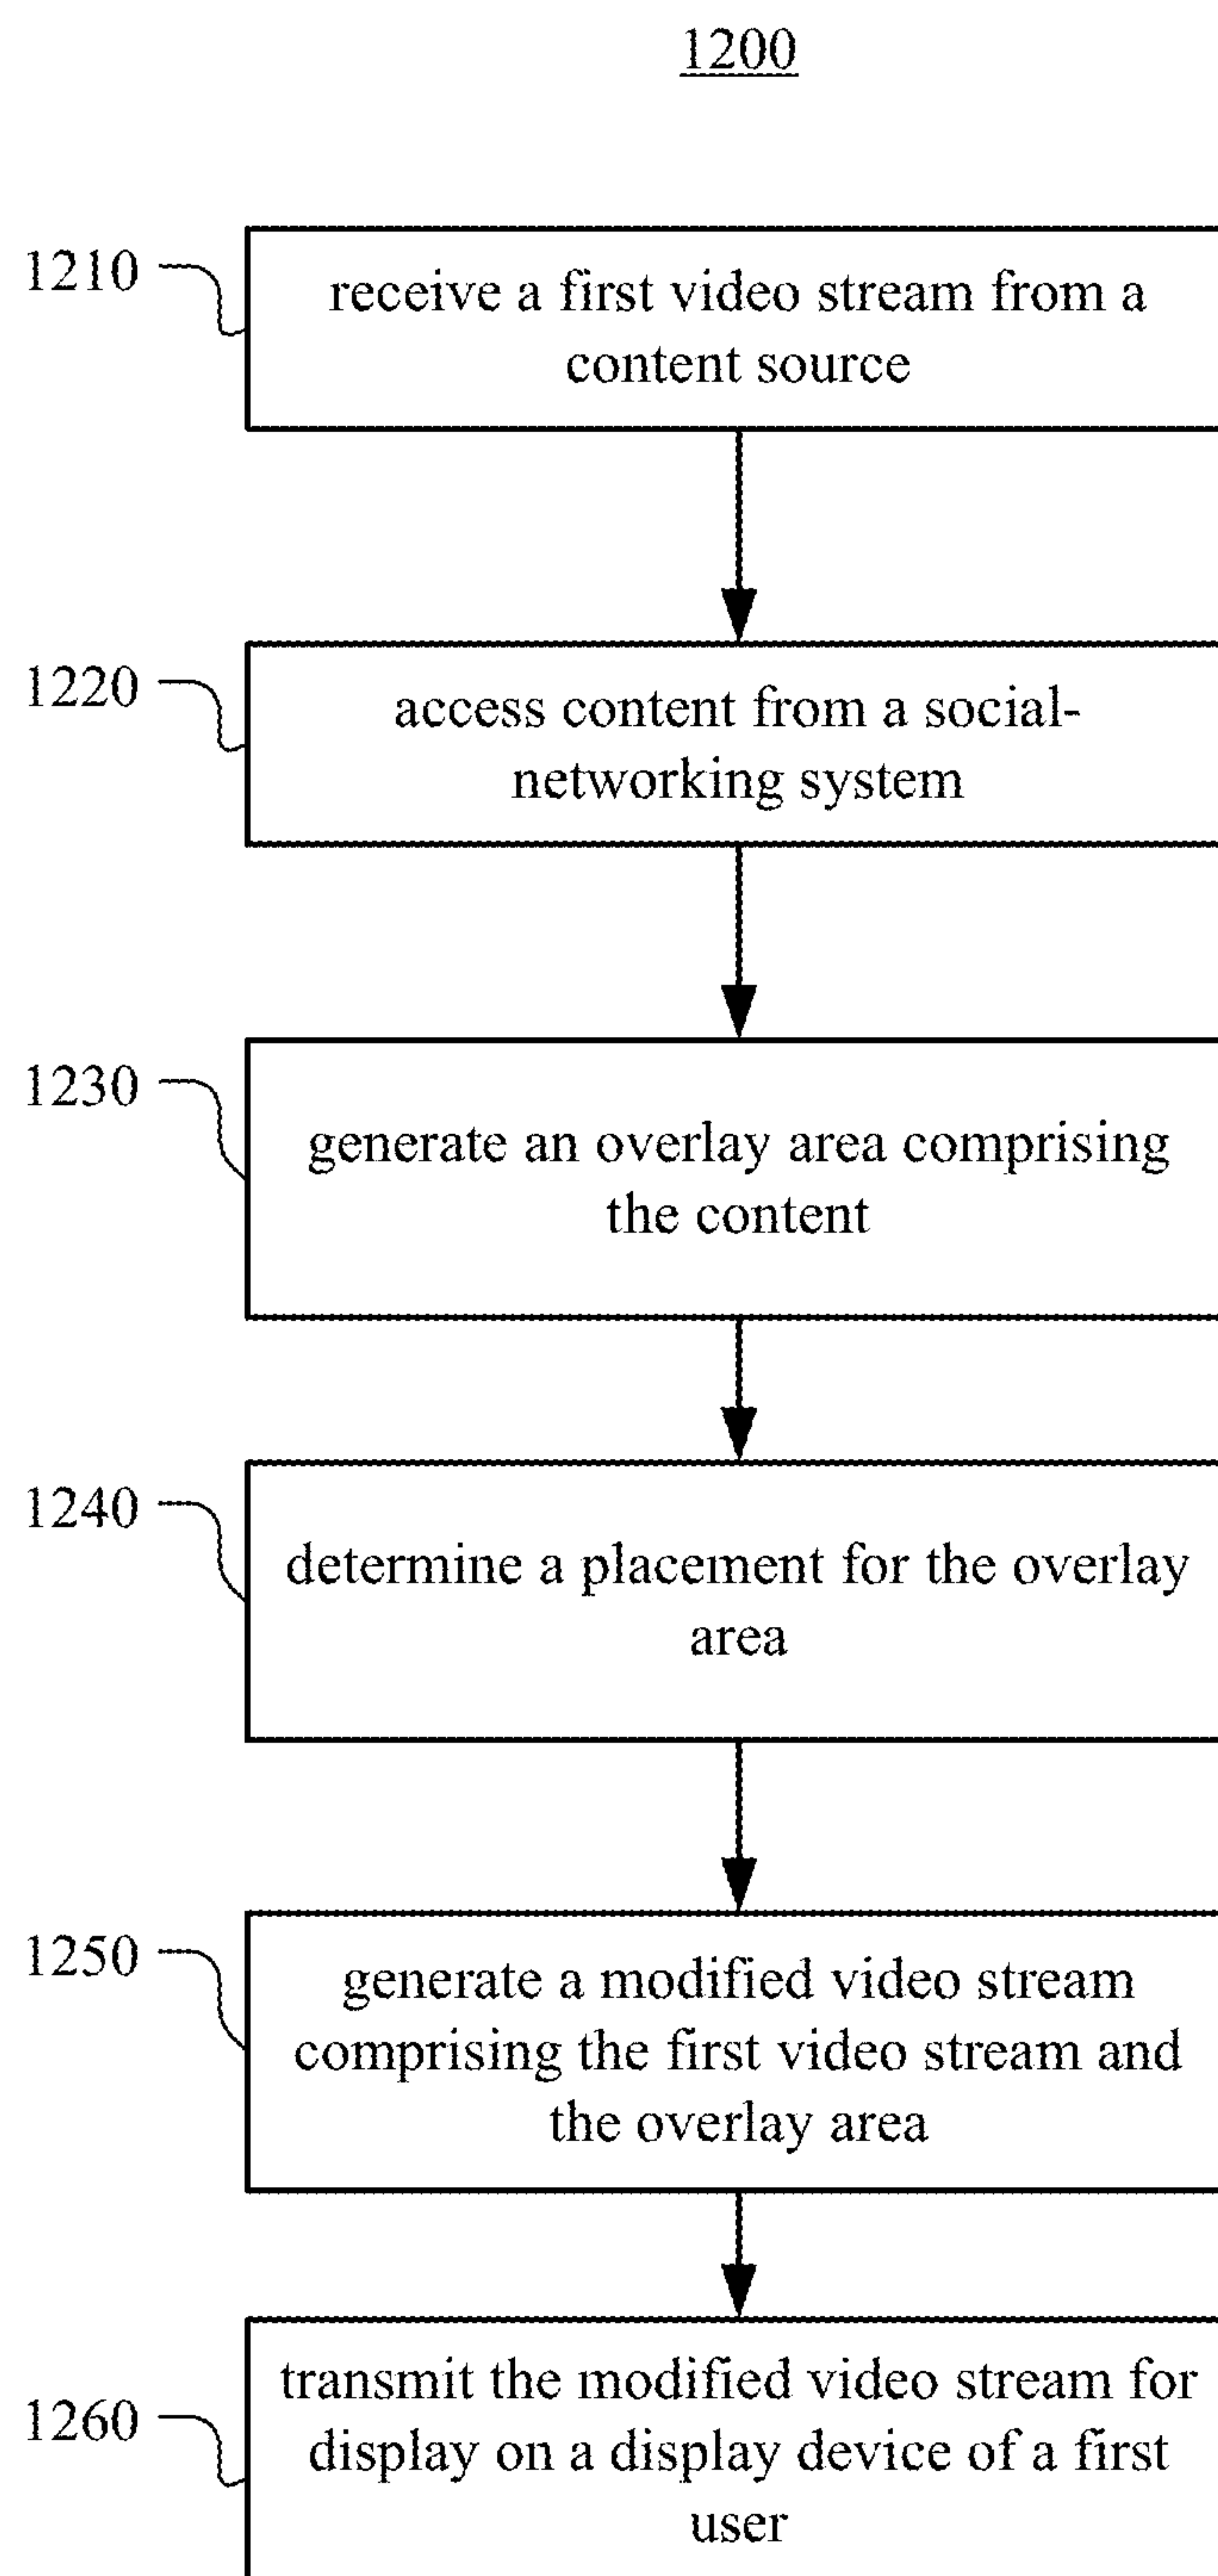 1200
1210
receive a first video stream from a
content source
1220
access content from a social-
networking system
1230
generate an overlay area comprising
the content
1240
determine a placement for the overlay
area
1250
generate a modified video stream
comprising the first video stream and
the overlay area
1260
transmit the modified video stream for
display on a display device of a first
user